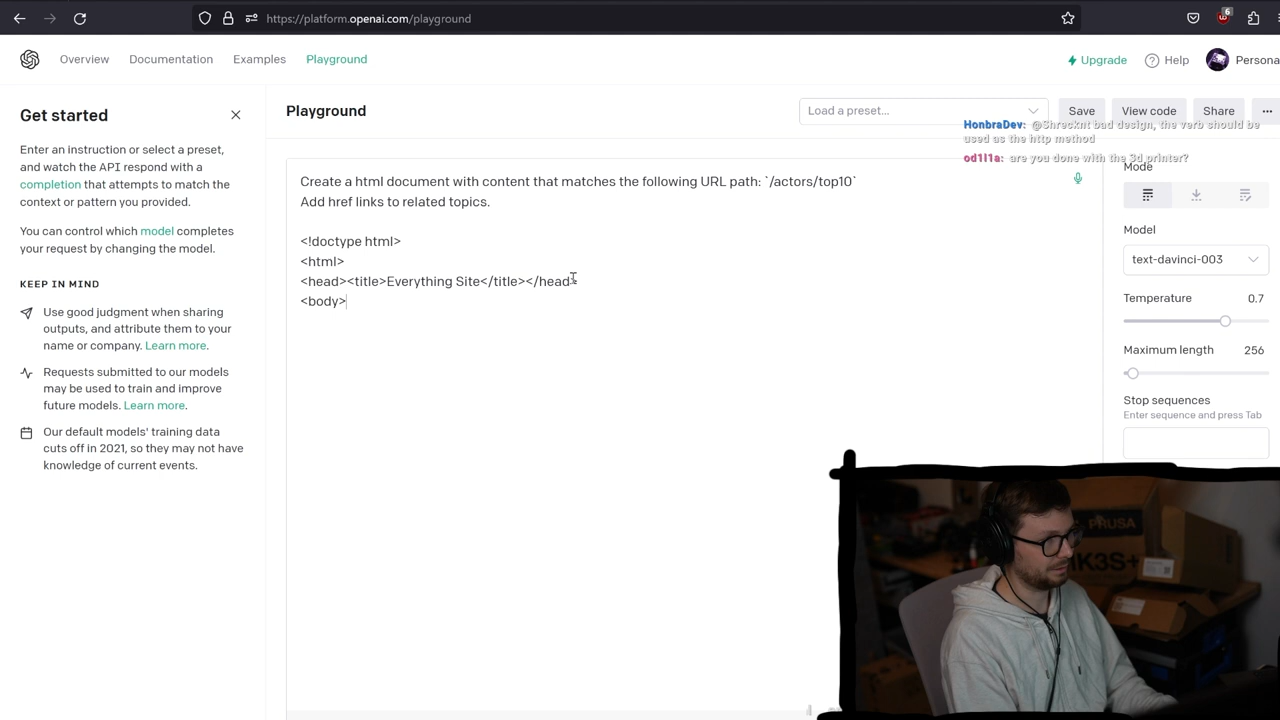 https://platform.openai.com/playground
6
Overview
Documentation
Examples
Playground
Upgrade
Help
Persona
Get started
Enter an instruction or select a preset,
and watch the API respond with a
completion that attempts to match the
context or pattern you provided.
You can control which model completes
your request by changing the model.
KEEP IN MIND
Use good judgment when sharing
outputs, and attribute them to your
name or company. Learn more.
Requests submitted to our models
may be used to train and improve
future models. Learn more.
Our default models' training data
cuts off in 2021, so they may not have
knowledge of current events.
Playground
Load a preset...
Save
View code
Share
HonbraDev: @Shrecknt bad design, the verb should be
used as the http method
od1l1a: are you done with the 3d printer?
Create a html document with content that matches the following URL path: `/actors/top10`
Add href links to related topics.
<!doctype html>
<html>
<head><title>Everything Site</title></head>
<body>
Mode
Model
text-davinci-003
Temperature 0.7
Maximum length 256
Stop sequences
Enter sequence and press Tab
PRUSA
MK3S+